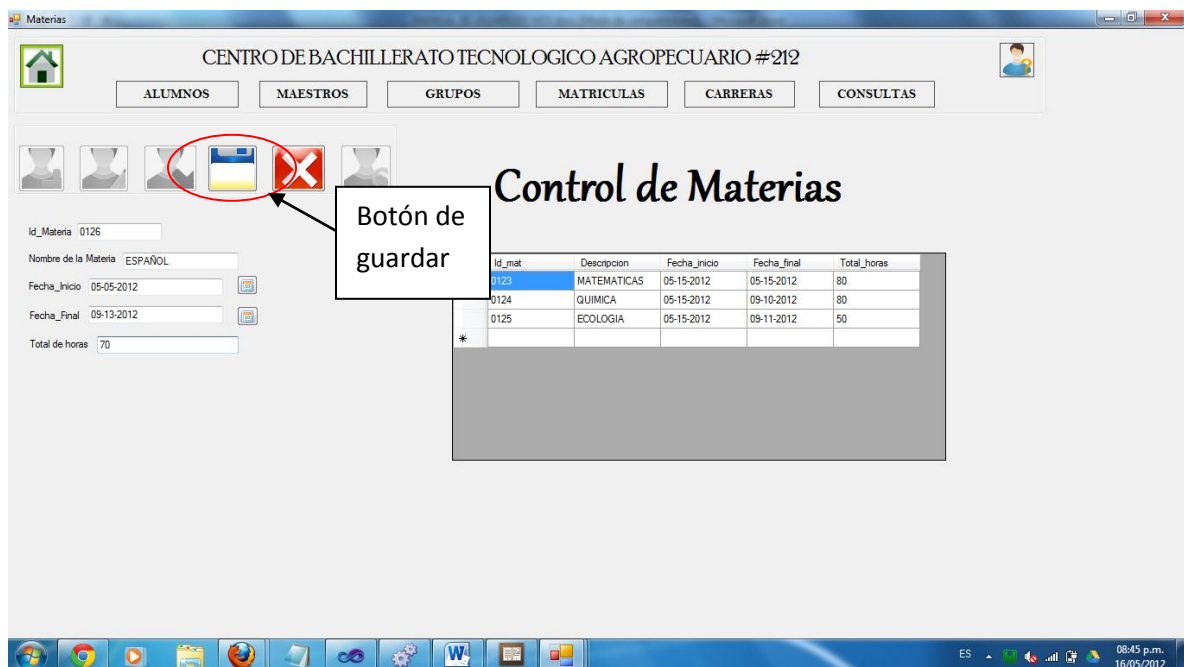 Materias
CENTRO DE BACHILLERATO TECNOLOGICO AGROPECUARIO #212
ALUMNOS MAESTROS GRUPOS MATRICULAS CARRERAS CONSULTAS
Control de Materias
Botón de
guardar
Id_Materia 0126
Nombre de la Materia ESPAÑOL
Fecha_Inicio 05-05-2012
Fecha_Final 09-13-2012
Total de horas 70
Id_mat Descripcion Fecha_inicio Fecha_final Total_horas
0123 MATEMATICAS 05-15-2012 05-15-2012 80
0124 QUIMICA 05-15-2012 09-10-2012 80
0125 ECOLOGIA 05-15-2012 09-11-2012 50
*
ES 08:45 p.m.
16/05/2012